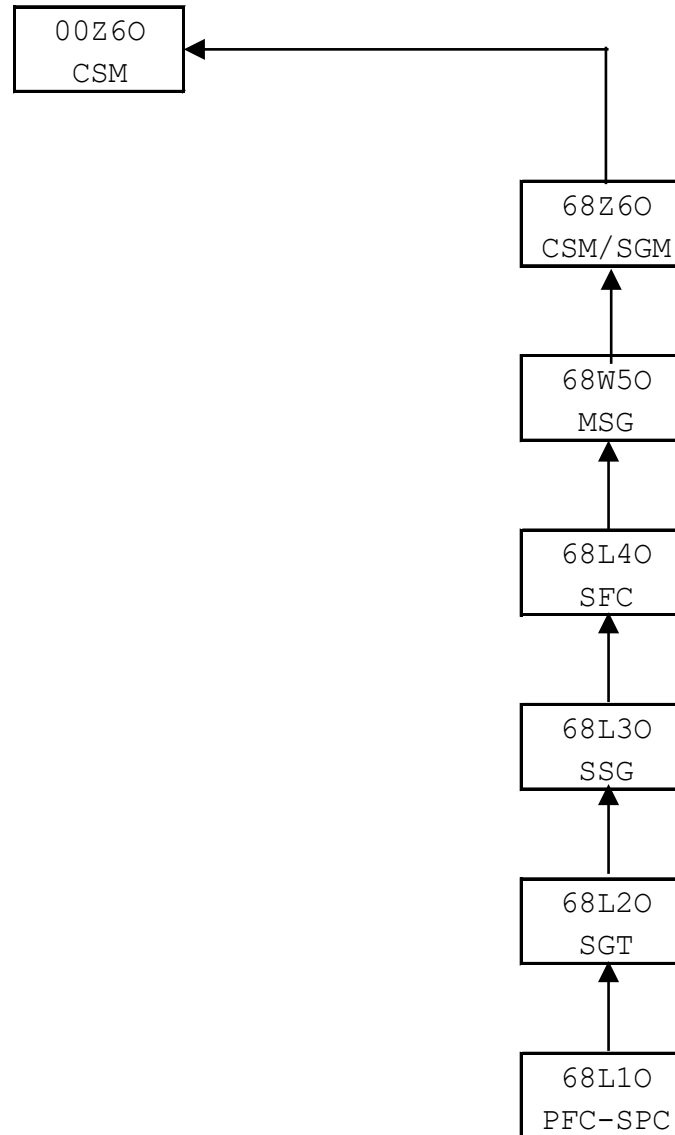 00Z6O
CSM
68Z6O
CSM/SGM
68W5O
MSG
68L4O
SFC
68L3O
SSG
68L2O
SGT
68L1O
PFC-SPC